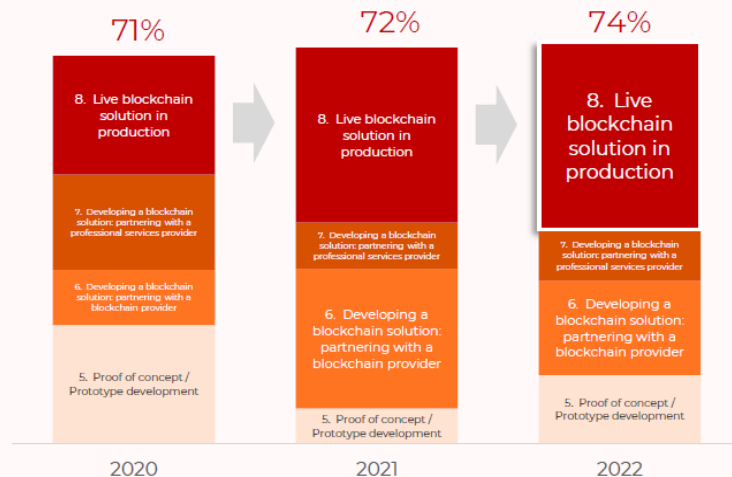 71%
8. Live blockchain
solution in
production
7. Developing a blockchain
solution: partnering with a
professional services provider
6. Developing a blockchain
solution: partnering with a
blockchain provider
5. Proof of concept /
Prototype development
2020
72%
8. Live blockchain
solution in
production
7. Developing a blockchain
solution: partnering with a
professional services provider
6. Developing a
blockchain solution:
partnering with a
blockchain provider
5. Proof of concept /
Prototype development
2021
74%
8. Live
blockchain
solution in
production
7. Developing a blockchain
solution: partnering with a
professional services provider
6. Developing a
blockchain solution:
partnering with a
blockchain provider
5. Proof of concept /
Prototype development
2022